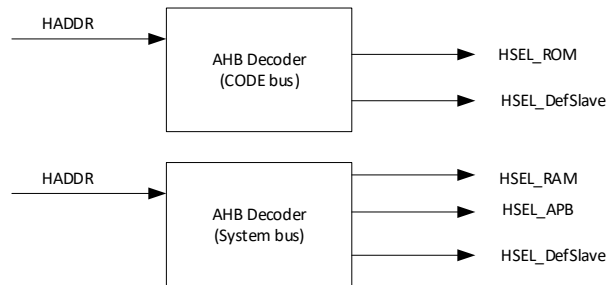 HADDR
AHB Decoder
(CODE bus)
HSEL_ROM
HSEL_DefSlave
HADDR
AHB Decoder
(System bus)
HSEL_RAM
HSEL_APB
HSEL_DefSlave